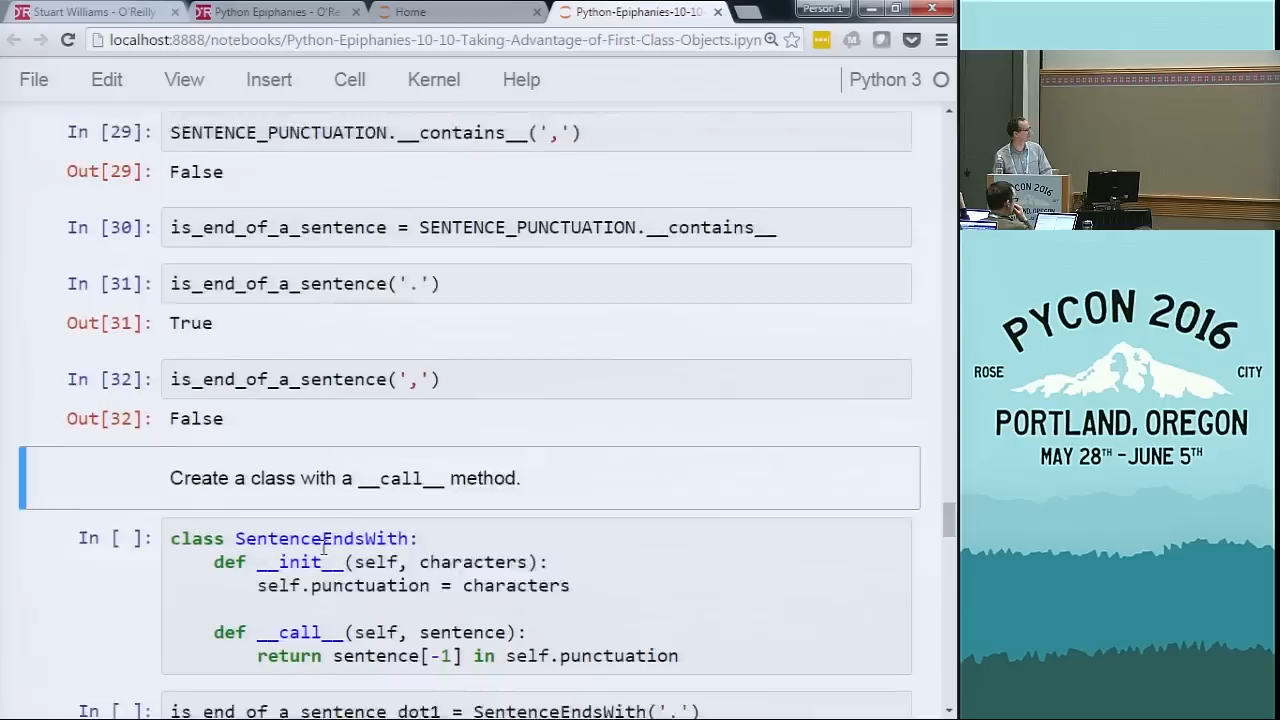 Stuart Williams - O'Reilly
Python Epiphanies - O'Re
Home
Python-Epiphanies-10-10-
Person 1
localhost:8888/notebooks/Python-Epiphanies-10-10-Taking-Advantage-of-First-Class-Objects.ipyn
File Edit View Insert Cell Kernel Help Python 3
In [29]: SENTENCE_PUNCTUATION.__contains__(',')
Out[29]: False
In [30]: is_end_of_a_sentence = SENTENCE_PUNCTUATION.__contains__
In [31]: is_end_of_a_sentence('.')
Out[31]: True
In [32]: is_end_of_a_sentence(',')
Out[32]: False
Create a class with a __call__ method.
In [ ]: class SentenceEndsWith:
def __init__(self, characters):
self.punctuation = characters
def __call__(self, sentence):
return sentence[-1] in self.punctuation
In [ ]: is_end_of_a_sentence_dot1 = SentenceEndsWith('.')
PYCON 2016
PORTLAND, OREGON
PYCON 2016
ROSE CITY
PORTLAND, OREGON
MAY 28TH -JUNE 5TH